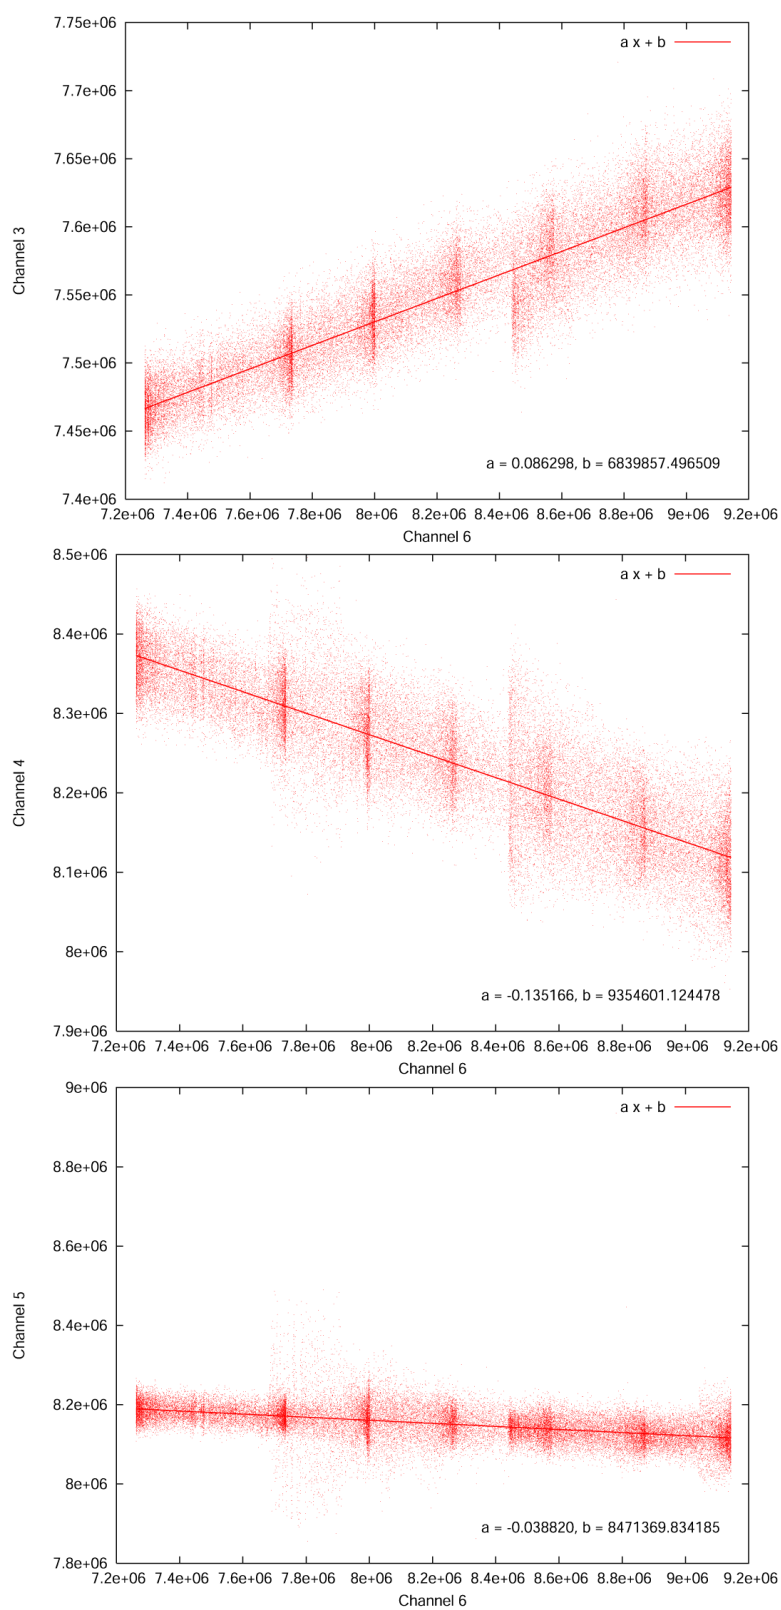 7.75e+06
a x + b
7.7e+06
7.65e+06
7.6e+06
Channel 3
7.55e+06
7.5e+06
7.45e+06
a = 0.086298, b = 6839857.496509
7.4e+06
7.2e+06 7.4e+06 7.6e+06 7.8e+06 8e+06 8.2e+06 8.4e+06 8.6e+06 8.8e+06 9e+06 9.2e+06
Channel 6
8.5e+06
a x + b
8.4e+06
8.3e+06
Channel 4
8.2e+06
8.1e+06
8e+06
a = -0.135166, b = 9354601.124478
7.9e+06
7.2e+06 7.4e+06 7.6e+06 7.8e+06 8e+06 8.2e+06 8.4e+06 8.6e+06 8.8e+06 9e+06 9.2e+06
Channel 6
9e+06
a x + b
8.8e+06
8.6e+06
Channel 5
8.4e+06
8.2e+06
8e+06
a = -0.038820, b = 8471369.834185
7.8e+06
7.2e+06 7.4e+06 7.6e+06 7.8e+06 8e+06 8.2e+06 8.4e+06 8.6e+06 8.8e+06 9e+06 9.2e+06
Channel 6